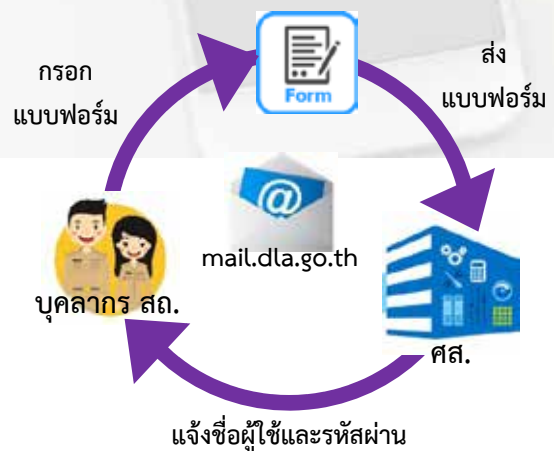 กรอก
แบบฟอร์ม
Form
ส่ง
แบบฟอร์ม
@
mail.dla.go.th
บุคลากร สถ.
ศส.
แจ้งชื่อผู้ใช้และรหัสผ่าน